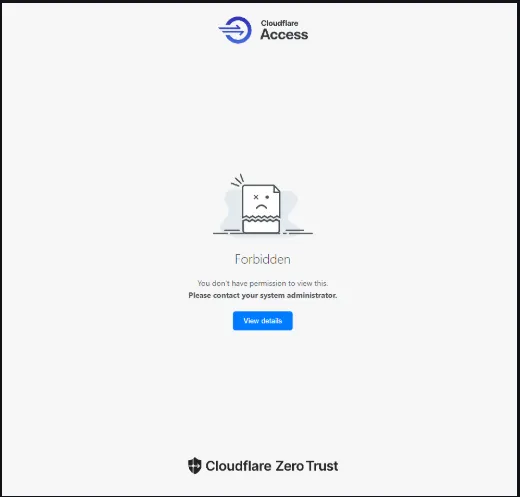 Cloudflare
Access
Forbidden
You don't have permission to view this.
Please contact your system administrator.
View details
Cloudflare Zero Trust